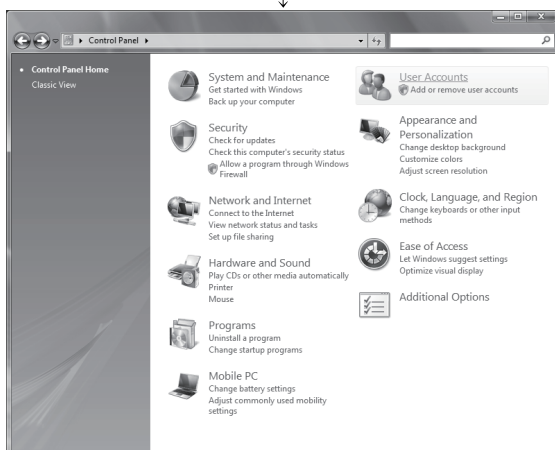 Control Panel
Control Panel Home
Classic View
System and Maintenance
Get started with Windows
Back up your computer
Security
Check for updates
Check this computer's security status
Allow a program through Windows
Firewall
Network and Internet
Connect to the Internet
View network status and tasks
Set up file sharing
Hardware and Sound
Play CDs or other media automatically
Printer
Mouse
Programs
Uninstall a program
Change startup programs
Mobile PC
Change battery settings
Adjust commonly used mobility
settings
User Accounts
Add or remove user accounts
Appearance and
Personalization
Change desktop background
Customize colors
Adjust screen resolution
Clock, Language, and Region
Change keyboards or other input
methods
Ease of Access
Let Windows suggest settings
Optimize visual display
Additional Options